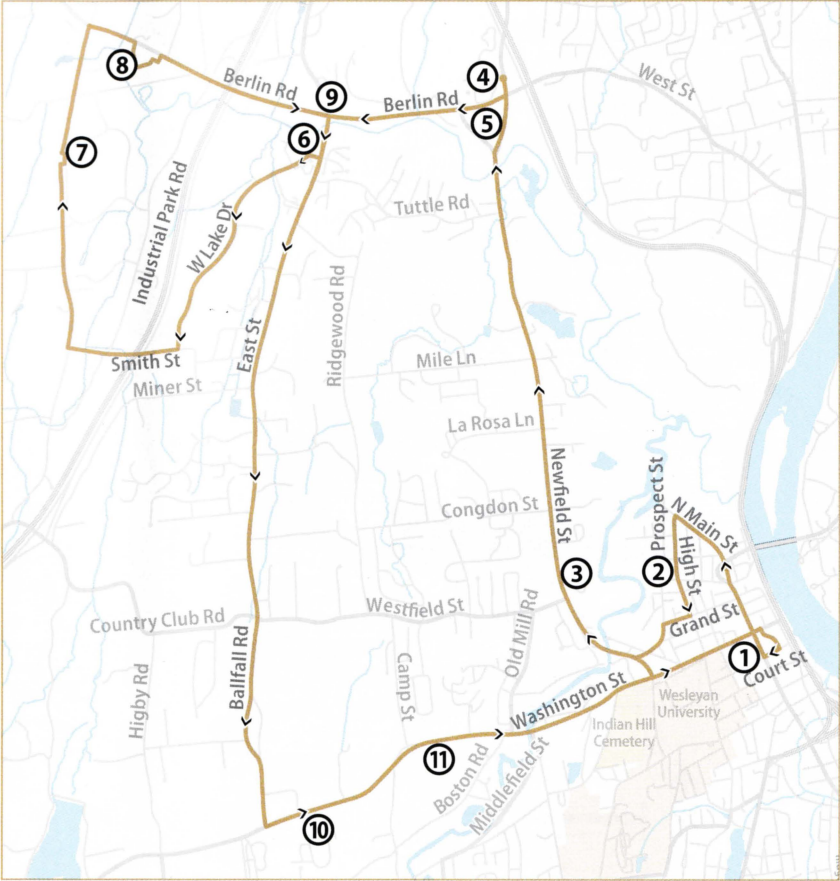 8
Berlin Rd
9
Berlin Rd
4
5
West St
6
7
Industrial Park Rd
W Lake Dr
Tuttle Rd
Smith St
Miner St
East St
Ridgewood Rd
Mile Ln
La Rosa Ln
Newfield St
Congdon St
Prospect St
N Main St
High St
2
3
Grand St
1
Court St
Country Club Rd
Westfield St
Old Mill Rd
Ballfall Rd
Higby Rd
Camp St
Washington St
Wesleyan
University
Indian Hill
Cemetery
11
Boston Rd
Middlefield St
10